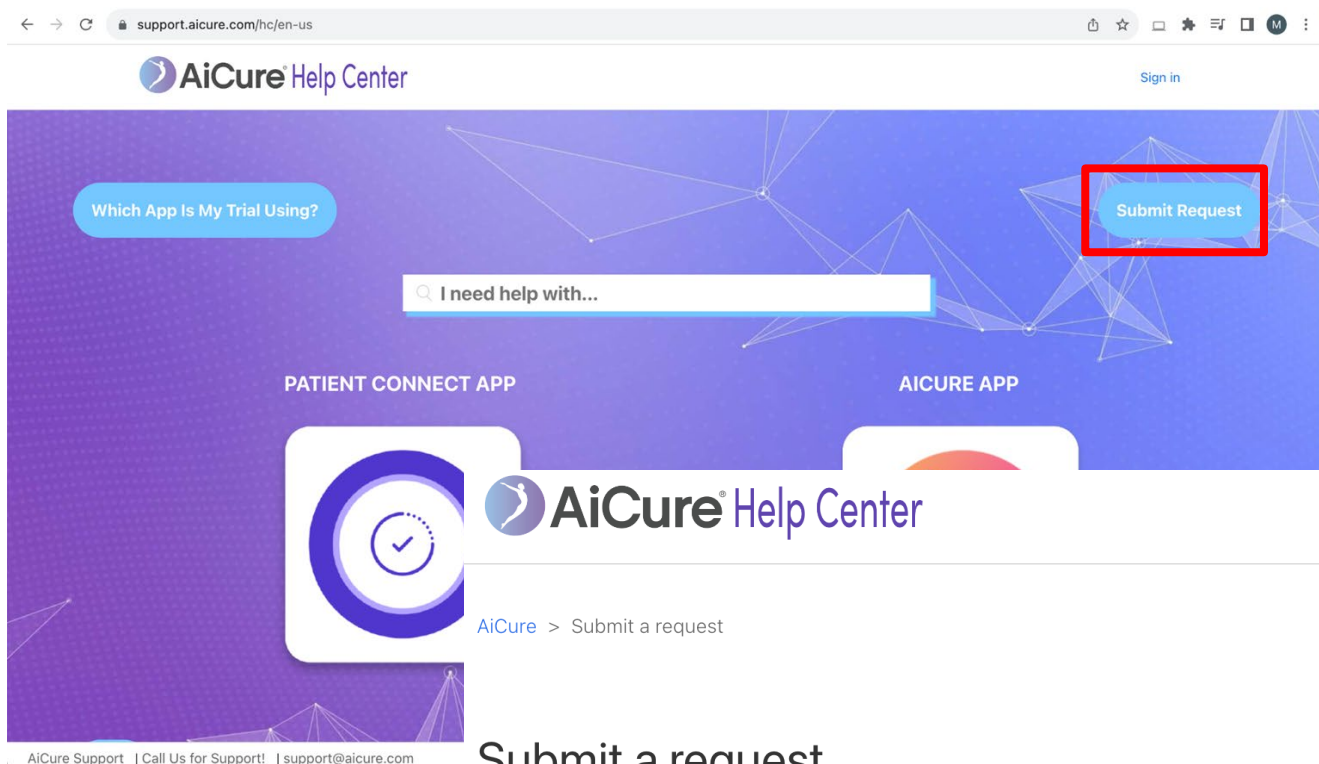 support.aicure.com/hc/en-us
M
AiCure® Help Center
Sign in
Which App Is My Trial Using?
Submit Request
I need help with...
PATIENT CONNECT APP
AICURE APP
AiCure® Help Center
AiCure > Submit a request
Submit a request
AiCure Support | Call Us for Support! | support@aicure.com